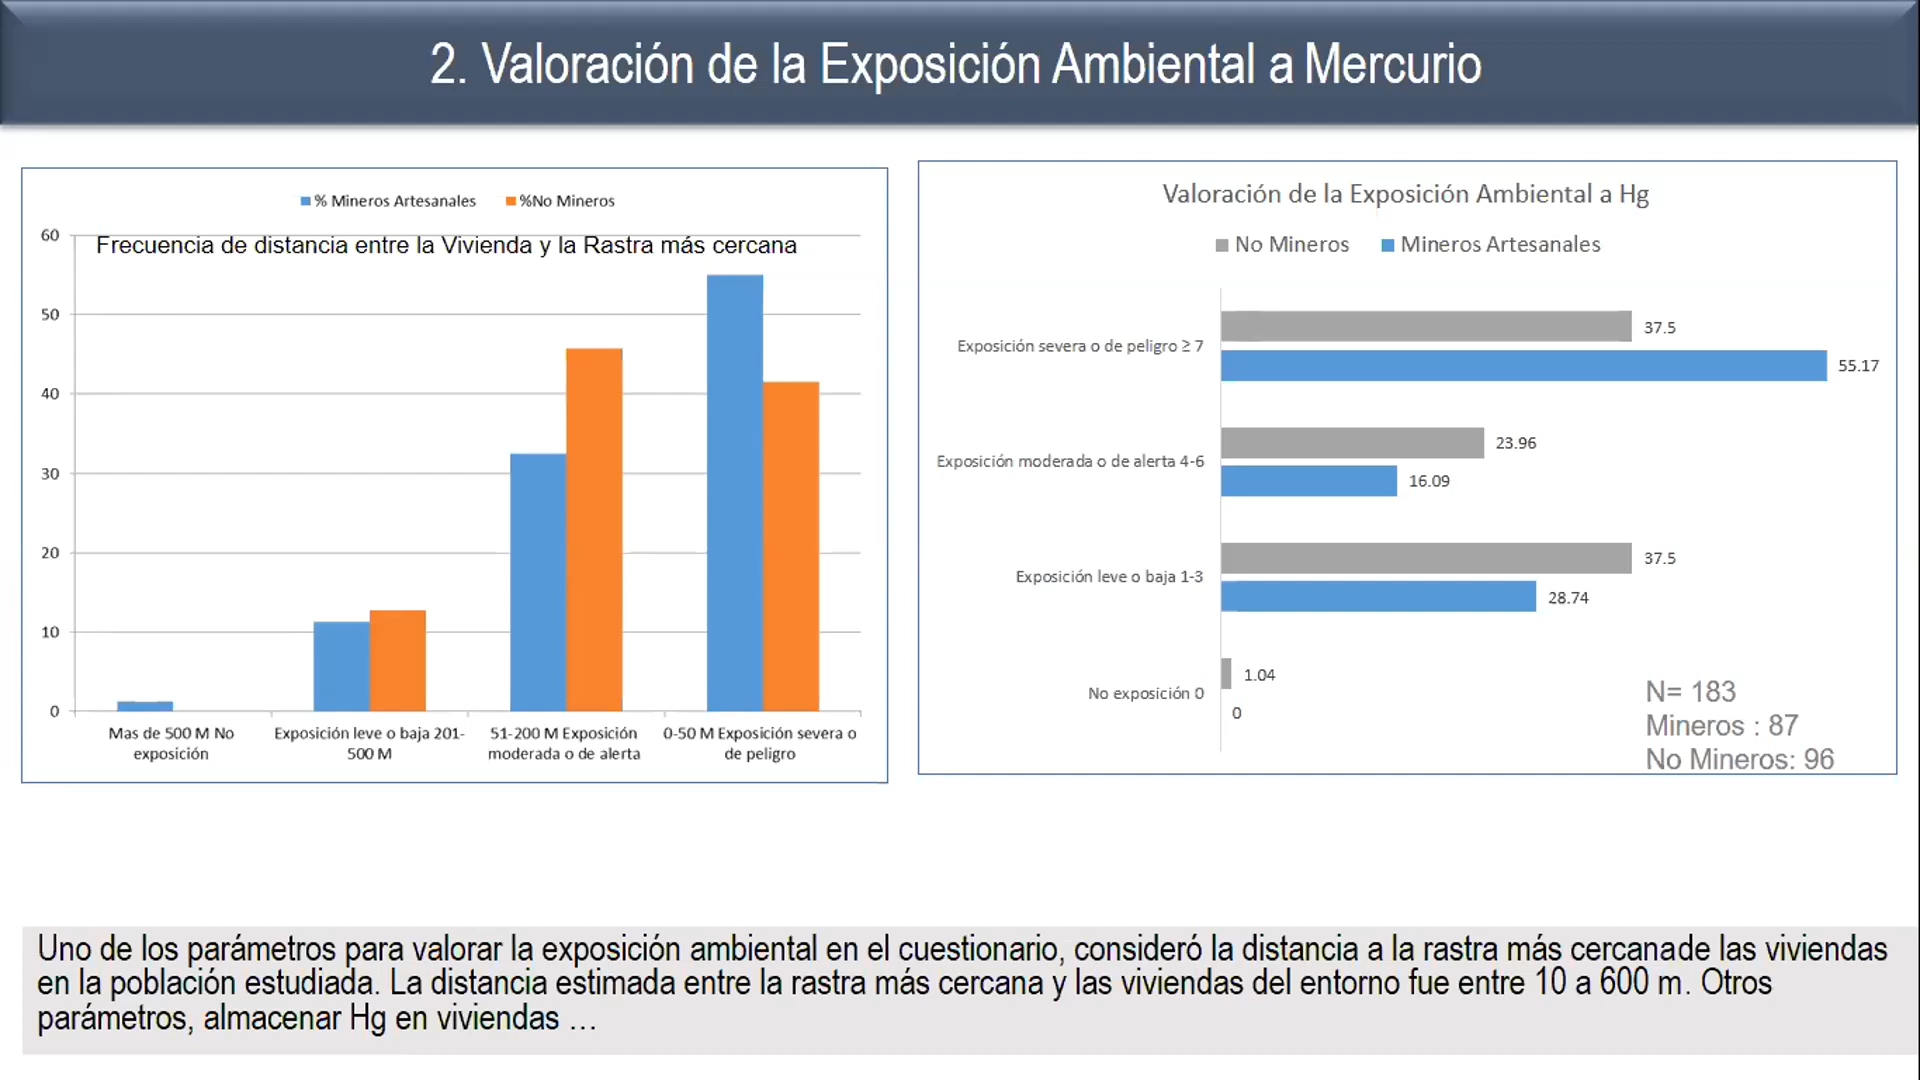 2. Valoración de la Exposición Ambiental a Mercurio
% Mineros Artesanales %No Mineros
Frecuencia de distancia entre la Vivienda y la Rastra más cercana
60
50
40
30
20
10
0
Mas de 500 M No
exposición
Exposición leve o baja 201-
500 M
51-200 M Exposición
moderada o de alerta
0-50 M Exposición severa o
de peligro
Valoración de la Exposición Ambiental a Hg
No Mineros Mineros Artesanales
Exposición severa o de peligro ≥ 7
37.5
55.17
Exposición moderada o de alerta 4-6
23.96
16.09
Exposición leve o baja 1-3
37.5
28.74
No exposición 0
1.04
0
N= 183
Mineros : 87
No Mineros: 96
Uno de los parámetros para valorar la exposición ambiental en el cuestionario, consideró la distancia a la rastra más cercanade las viviendas
en la población estudiada. La distancia estimada entre la rastra más cercana y las viviendas del entorno fue entre 10 a 600 m. Otros
parámetros, almacenar Hg en viviendas …